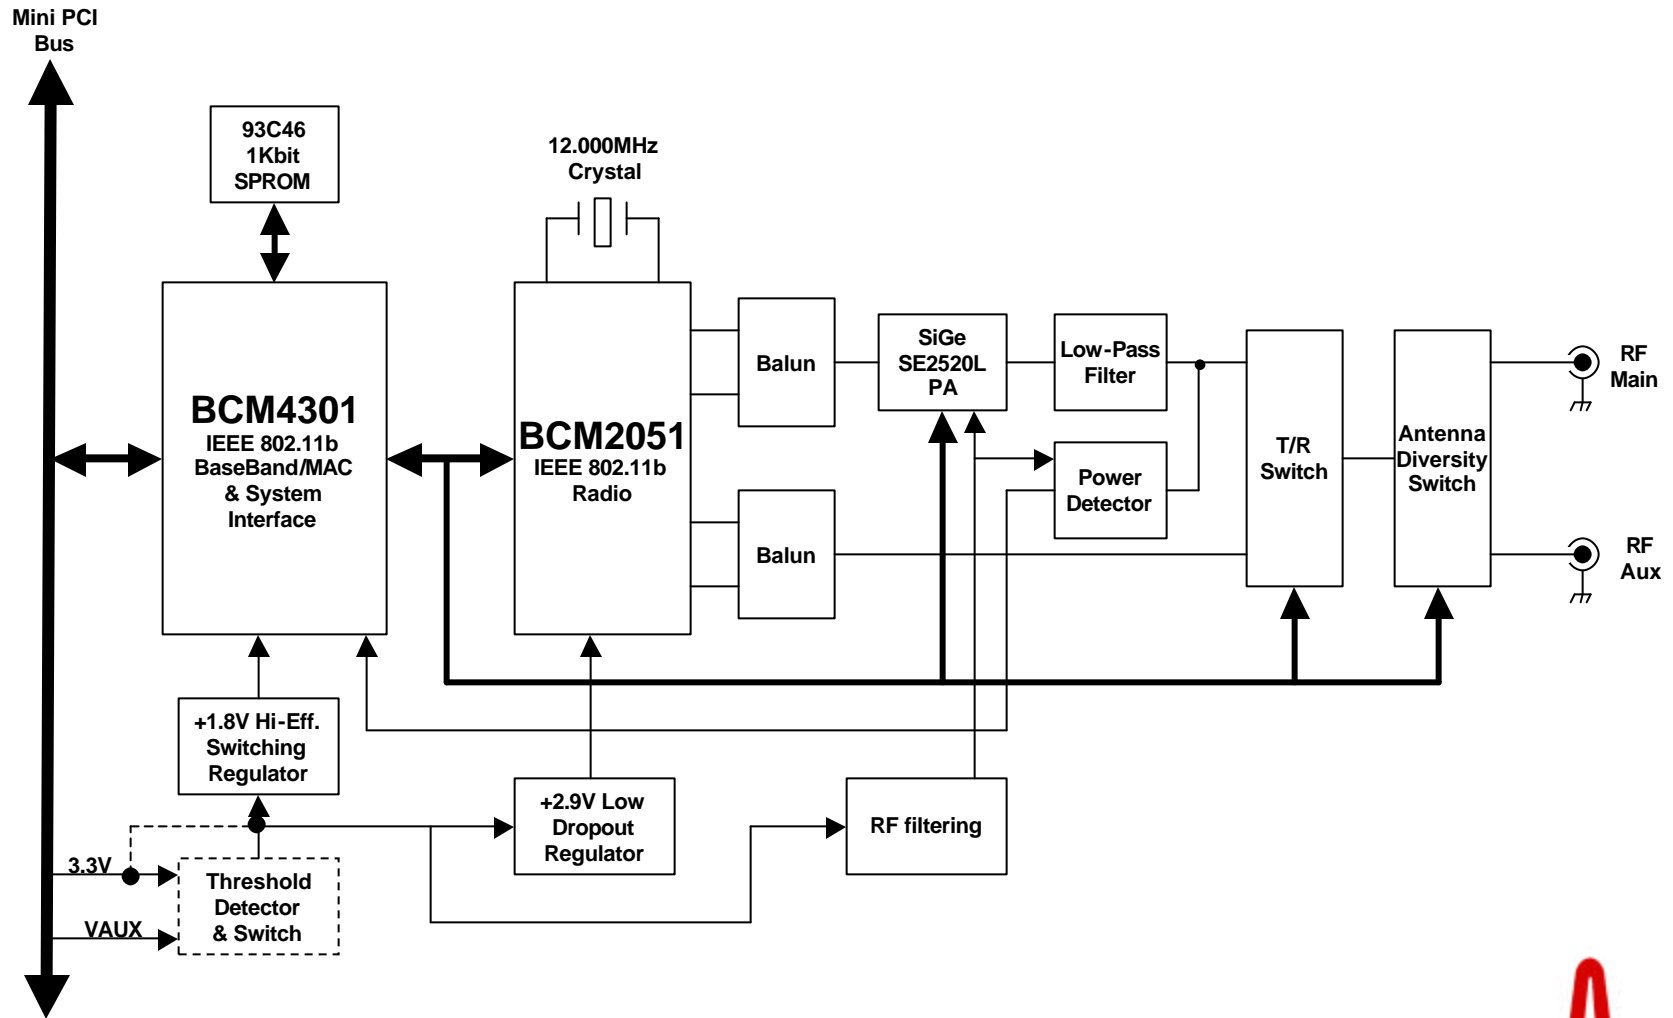 Mini PCI
Bus
93C46
1Kbit
SPROM
12.000MHz
Crystal
BCM4301
IEEE 802.11b
BaseBand/MAC
& System
Interface
BCM2051
IEEE 802.11b
Radio
Balun
Balun
SiGe
SE2520L
PA
Low-Pass
Filter
Power
Detector
T/R
Switch
Antenna
Diversity
Switch
RF
Main
RF
Aux
+1.8V Hi-Eff.
Switching
Regulator
+2.9V Low
Dropout
Regulator
RF filtering
3.3V
VAUX
Threshold
Detector
& Switch